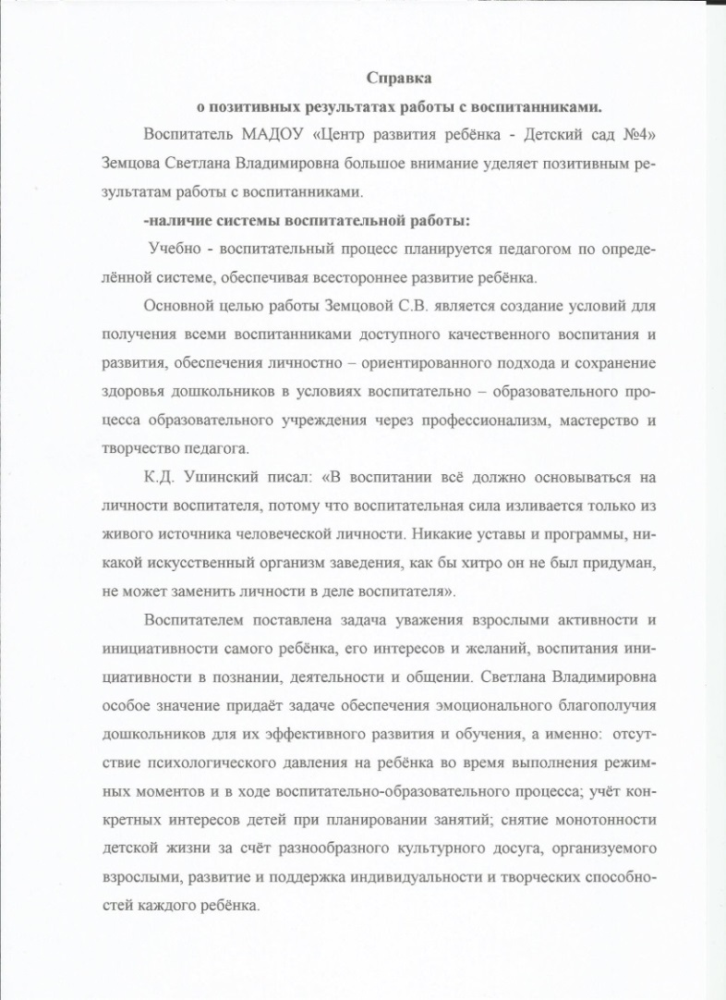 Справка
о позитивных результатах работы с воспитанниками.
Воспитатель МАДОУ «Центр развития ребёнка - Детский сад №4»
Земцова Светлана Владимировна большое внимание уделяет позитивным ре-
зультатам работы с воспитанниками.
-наличие системы воспитательной работы:
Учебно - воспитательный процесс планируется педагогом по опреде-
лённой системе, обеспечивая всестороннее развитие ребёнка.
Основной целью работы Земцовой С.В. является создание условий для
получения всеми воспитанниками доступного качественного воспитания и
развития, обеспечения личностно – ориентированного подхода и сохранение
здоровья дошкольников в условиях воспитательно – образовательного про-
цесса образовательного учреждения через профессионализм, мастерство и
творчество педагога.
К.Д. Ушинский писал: «В воспитании всё должно основываться на
личности воспитателя, потому что воспитательная сила изливается только из
живого источника человеческой личности. Никакие уставы и программы, ни-
какой искусственный организм заведения, как бы хитро он не был придуман,
не может заменить личности в деле воспитателя».
Воспитателем поставлена задача уважения взрослыми активности и
инициативности самого ребёнка, его интересов и желаний, воспитания ини-
циативности в познании, деятельности и общении. Светлана Владимировна
особое значение придаёт задаче обеспечения эмоционального благополучия
дошкольников для их эффективного развития и обучения, а именно: отсут-
ствие психологического давления на ребёнка во время выполнения режим-
ных моментов и в ходе воспитательно-образовательного процесса; учёт кон-
кретных интересов детей при планировании занятий; снятие монотонности
детской жизни за счёт разнообразного культурного досуга, организуемого
взрослыми, развитие и поддержка индивидуальности и творческих способно-
стей каждого ребёнка.